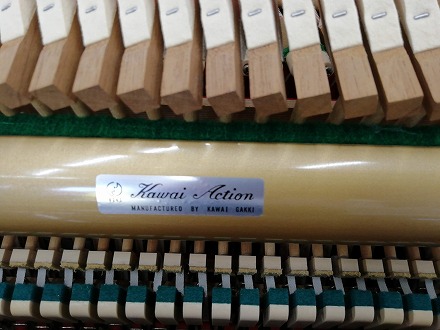 Kawai Action
MANUFACTURED BY KAWAI GAKKI